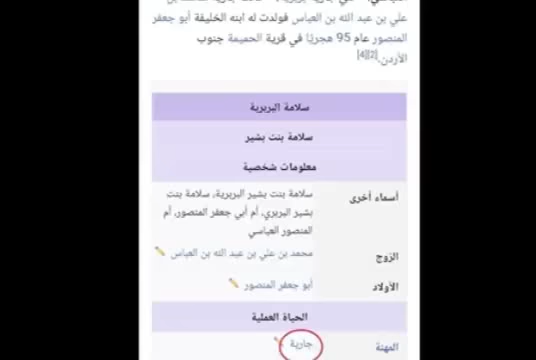 علي بن عبد الله بن العباس فولدت له ابنه الخليفة أبو جعفر
المنصور عام 95 هجريًا في قرية الحميمة جنوب
الأردن.[2][4]
سلامة البربرية
سلامة بنت بشير
معلومات شخصية
أسماء أخرى سلامة بنت بشير البربرية، سلامة بنت
بشير البربري، أم أبي جعفر المنصور، أم
المنصور العباسي
الزوج محمد بن علي بن عبد الله بن العباس
الأولاد أبو جعفر المنصور
الحياة العملية
المهنة جارية